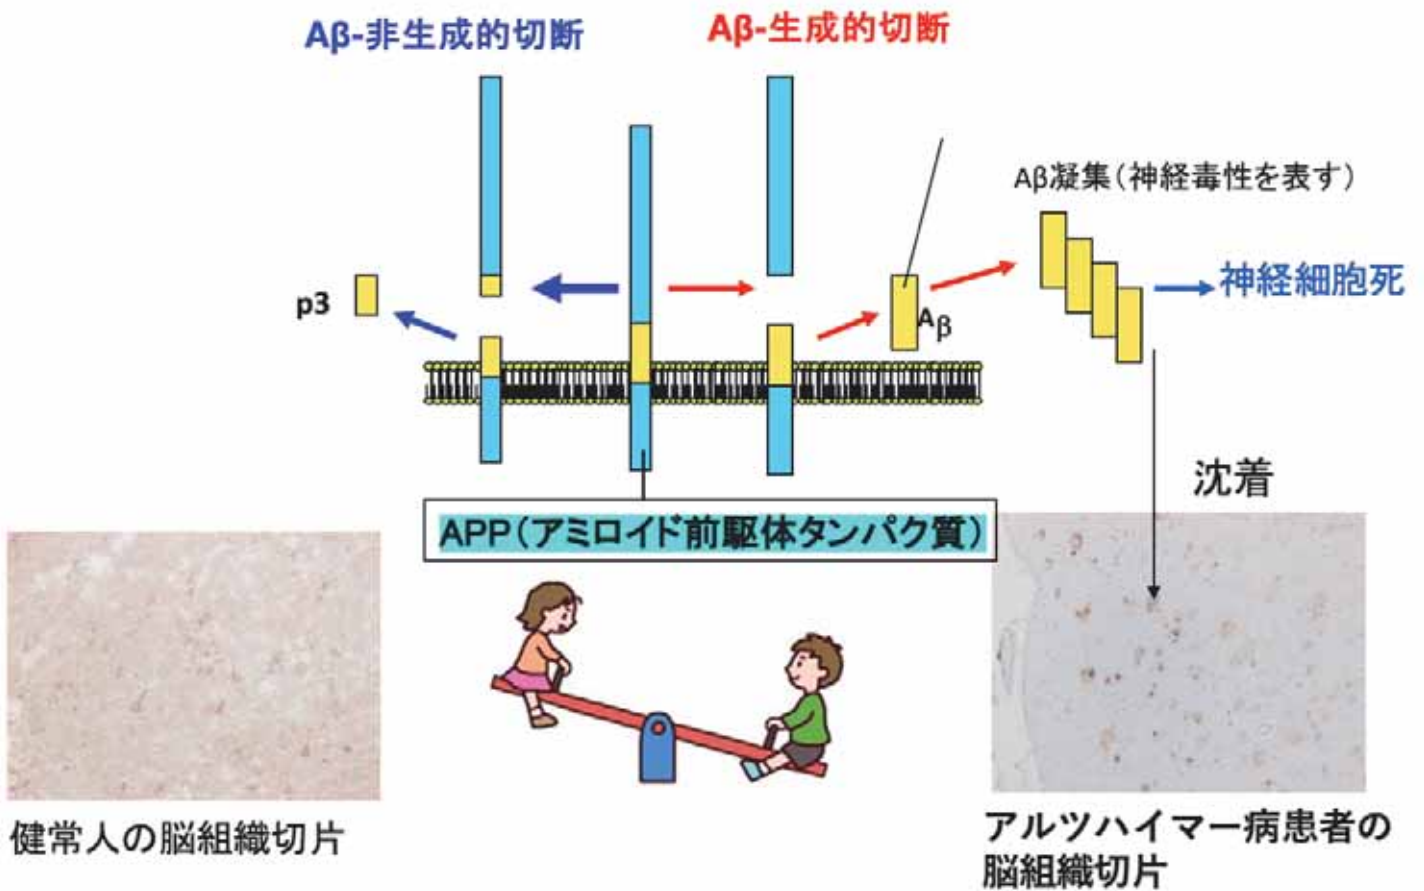 Aβ-非生成的切断
Aβ-生成的切断
Aβ凝集（神経毒性を表す）
p3
Aβ
神経細胞死
沈着
APP（アミロイド前駆体タンパク質）
健常人の脳組織切片
アルツハイマー病患者の
脳組織切片